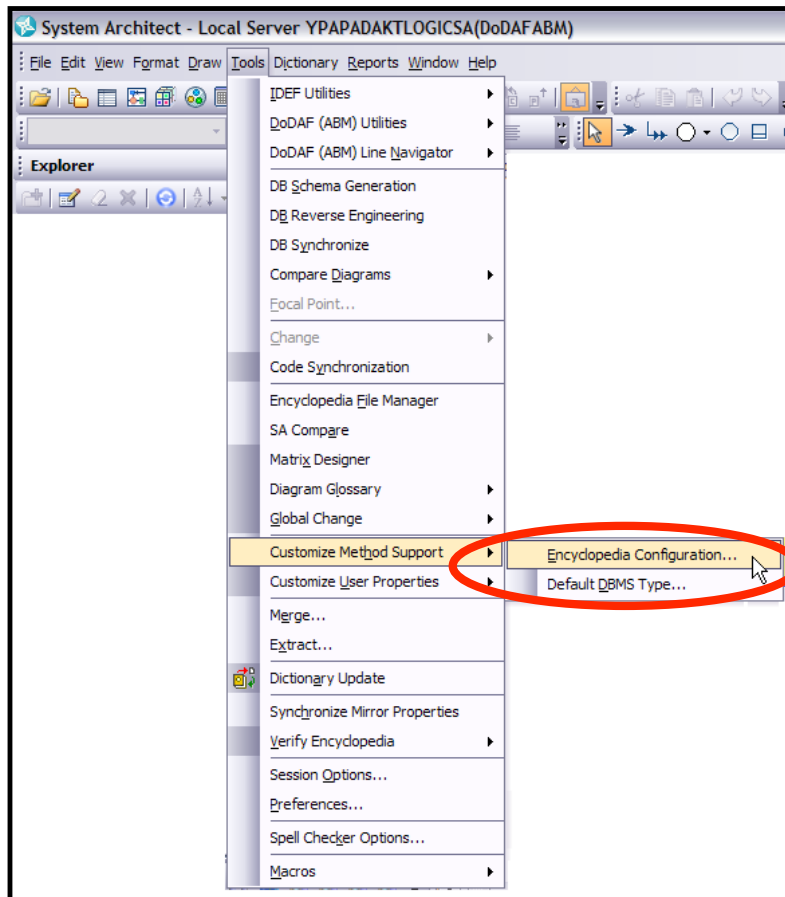 System Architect - Local Server YPAPADAKTLOGICSA(DoDAFABM)
File Edit View Format Draw Tools Dictionary Reports Window Help
Explorer
IDEF Utilities
DoDAF (ABM) Utilities
DoDAF (ABM) Line Navigator
DB Schema Generation
DB Reverse Engineering
DB Synchronize
Compare Diagrams
Focal Point...
Change
Code Synchronization
Encyclopedia File Manager
SA Compare
Matrix Designer
Diagram Glossary
Global Change
Customize Method Support
Encyclopedia Configuration...
Customize User Properties
Default DBMS Type...
Merge...
Extract...
Dictionary Update
Synchronize Mirror Properties
Verify Encyclopedia
Session Options...
Preferences...
Spell Checker Options...
Macros